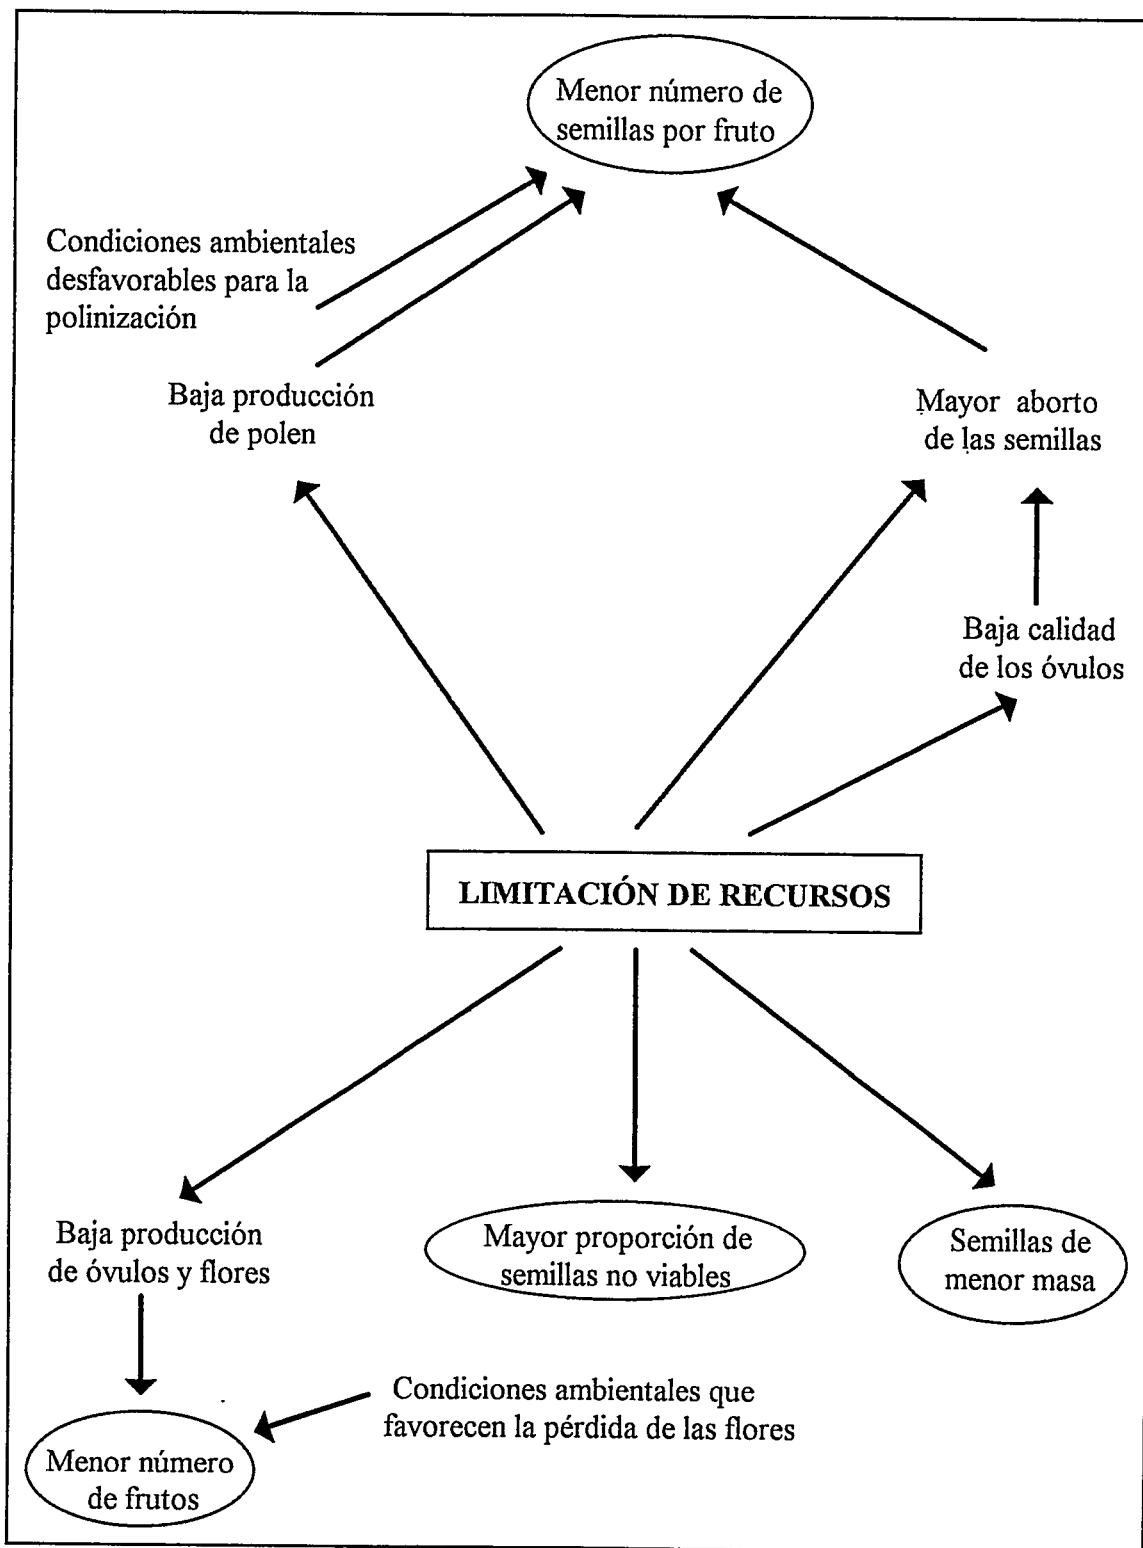 Menor número de
semillas por fruto
Condiciones ambientales
desfavorables para la
polinización
Baja producción
de polen
Mayor aborto
de las semillas
Baja calidad
de los óvulos
LIMITACIÓN DE RECURSOS
Baja producción
de óvulos y flores
Mayor proporción de
semillas no viables
Semillas de
menor masa
Condiciones ambientales que
favorecen la pérdida de las flores
Menor número
de frutos